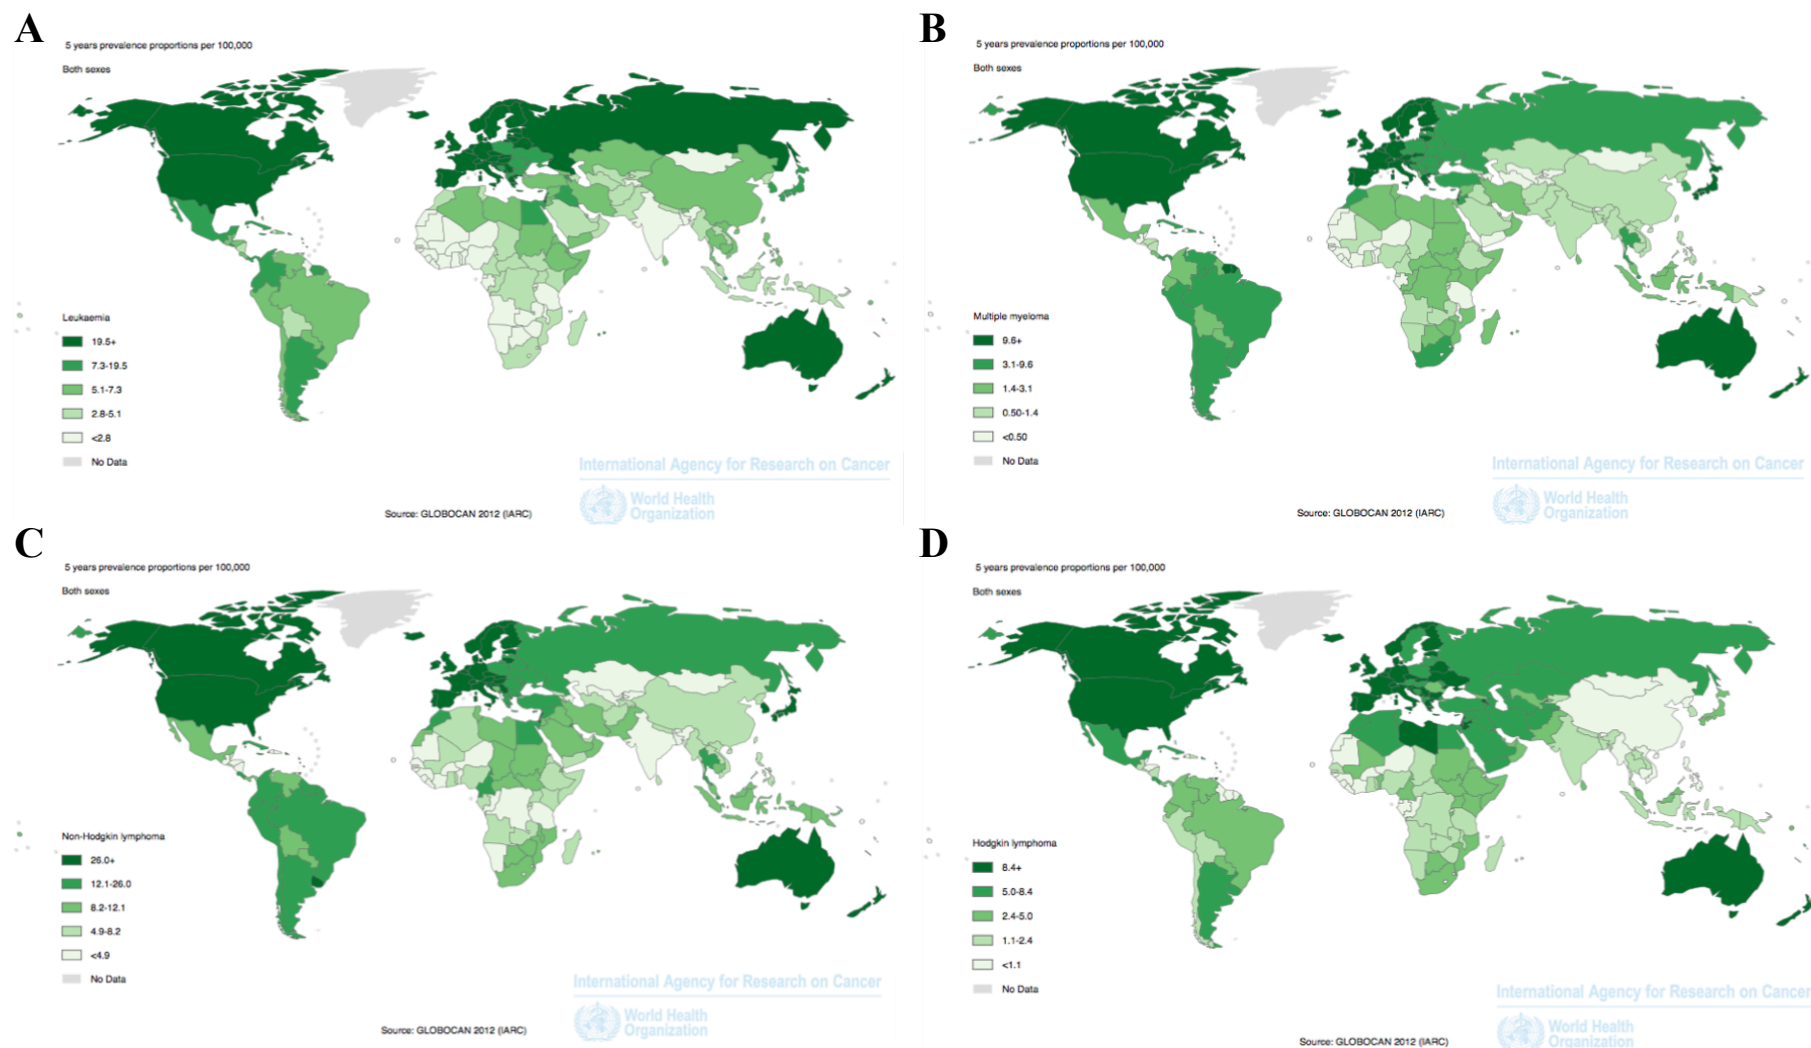 A
5 years prevalence proportions per 100,000
Both sexes
Leukaemia
19.5+
7.3-19.5
5.1-7.3
2.8-5.1
<2.8
No Data
International Agency for Research on Cancer
World Health
Organization
Source: GLOBOCAN 2012 (IARC)
B
5 years prevalence proportions per 100,000
Both sexes
Multiple myeloma
9.6+
3.1-9.6
1.4-3.1
0.50-1.4
<0.50
No Data
International Agency for Research on Cancer
World Health
Organization
Source: GLOBOCAN 2012 (IARC)
C
5 years prevalence proportions per 100,000
Both sexes
Non-Hodgkin lymphoma
26.0+
12.1-26.0
8.2-12.1
4.9-8.2
<4.9
No Data
International Agency for Research on Cancer
World Health
Organization
Source: GLOBOCAN 2012 (IARC)
D
5 years prevalence proportions per 100,000
Both sexes
Hodgkin lymphoma
8.4+
5.0-8.4
2.4-5.0
1.1-2.4
<1.1
No Data
International Agency for Research on Cancer
World Health
Organization
Source: GLOBOCAN 2012 (IARC)